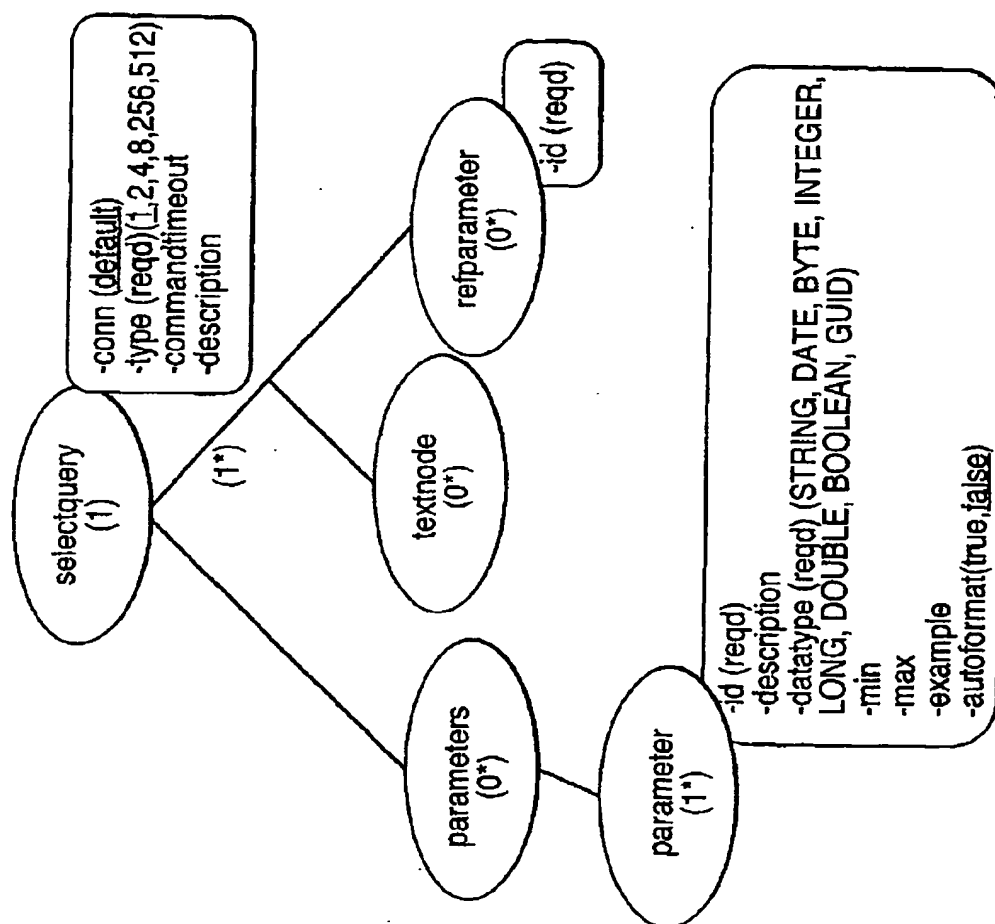 selectquery
(1)
-conn (default)
-type (reqd)(1,2,4,8,256,512)
-commandtimeout
-description
(1*)
parameters
(0*)
textnode
(0*)
refparameter
(0*)
-id (reqd)
parameter
(1*)
-id (reqd)
-description
-datatype (reqd) (STRING, DATE, BYTE, INTEGER,
LONG, DOUBLE, BOOLEAN, GUID)
-min
-max
-example
-autoformat(true,false)